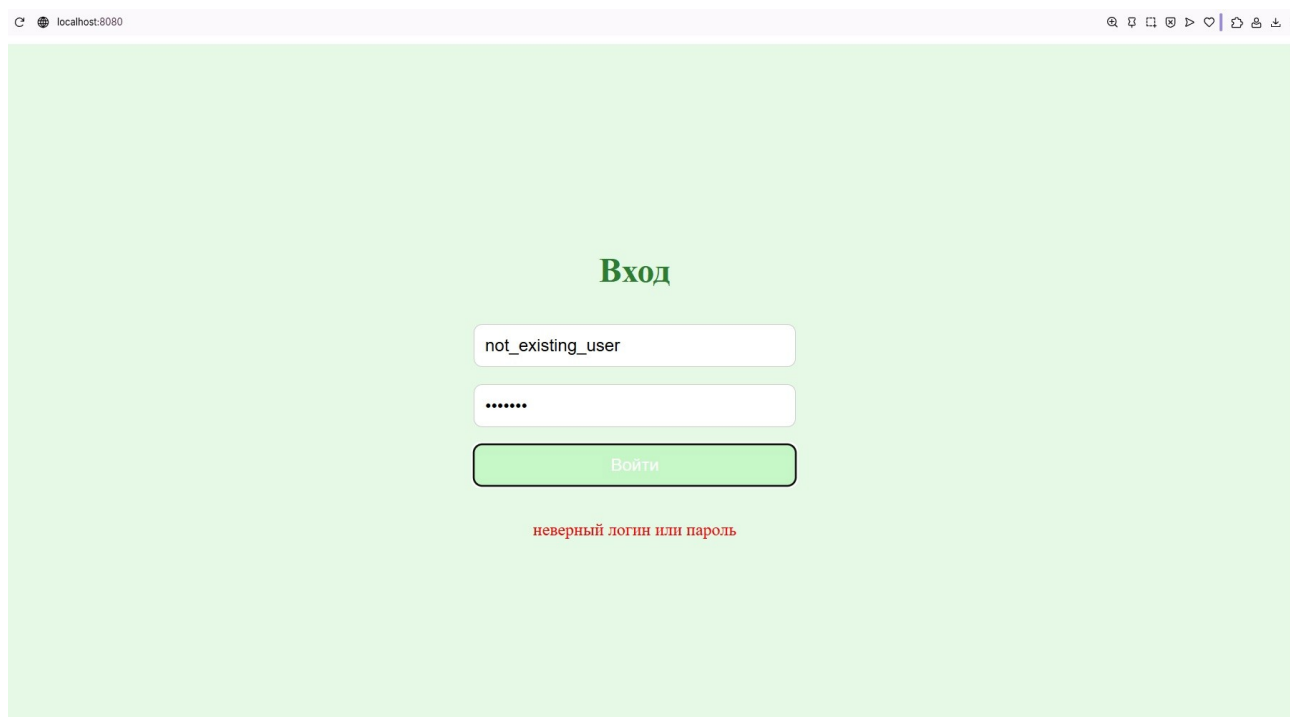 localhost:8080
Вход
not_existing_user
•••••••
Войти
неверный логин или пароль